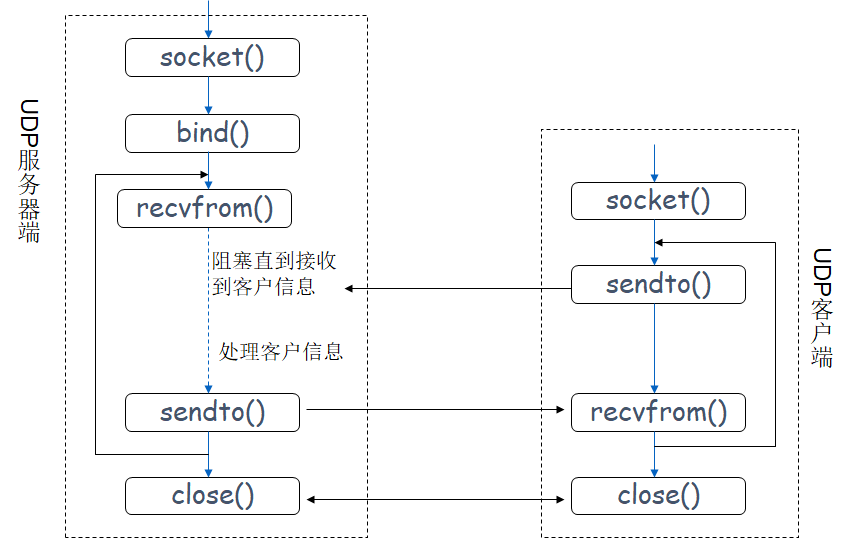 UDP服务器端
socket()
bind()
recvfrom()
阻塞直到接收
到客户信息
处理客户信息
sendto()
close()
socket()
sendto()
recvfrom()
close()
UDP客户端